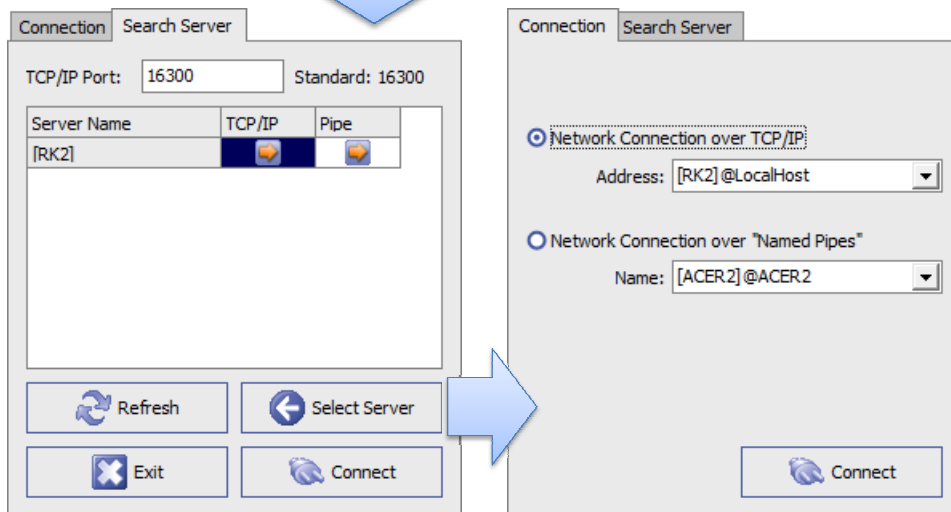 Connection Search Server
TCP/IP Port: 16300 Standard: 16300
Server Name TCP/IP Pipe
[RK2]
Refresh Select Server
Exit Connect
Connection Search Server
Network Connection over TCP/IP
Address: [RK2]@LocalHost
Network Connection over "Named Pipes"
Name: [ACER2]@ACER2
Connect